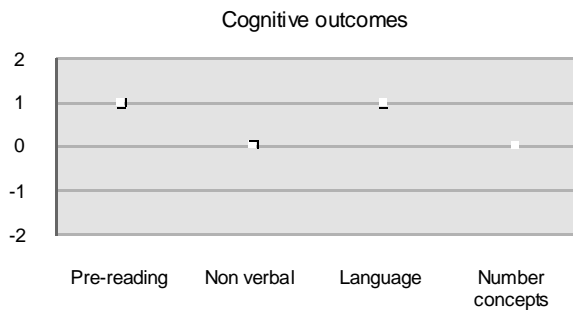 Cognitive outcomes
2
1
0
-1
-2
Pre-reading Non verbal Language Number
concepts